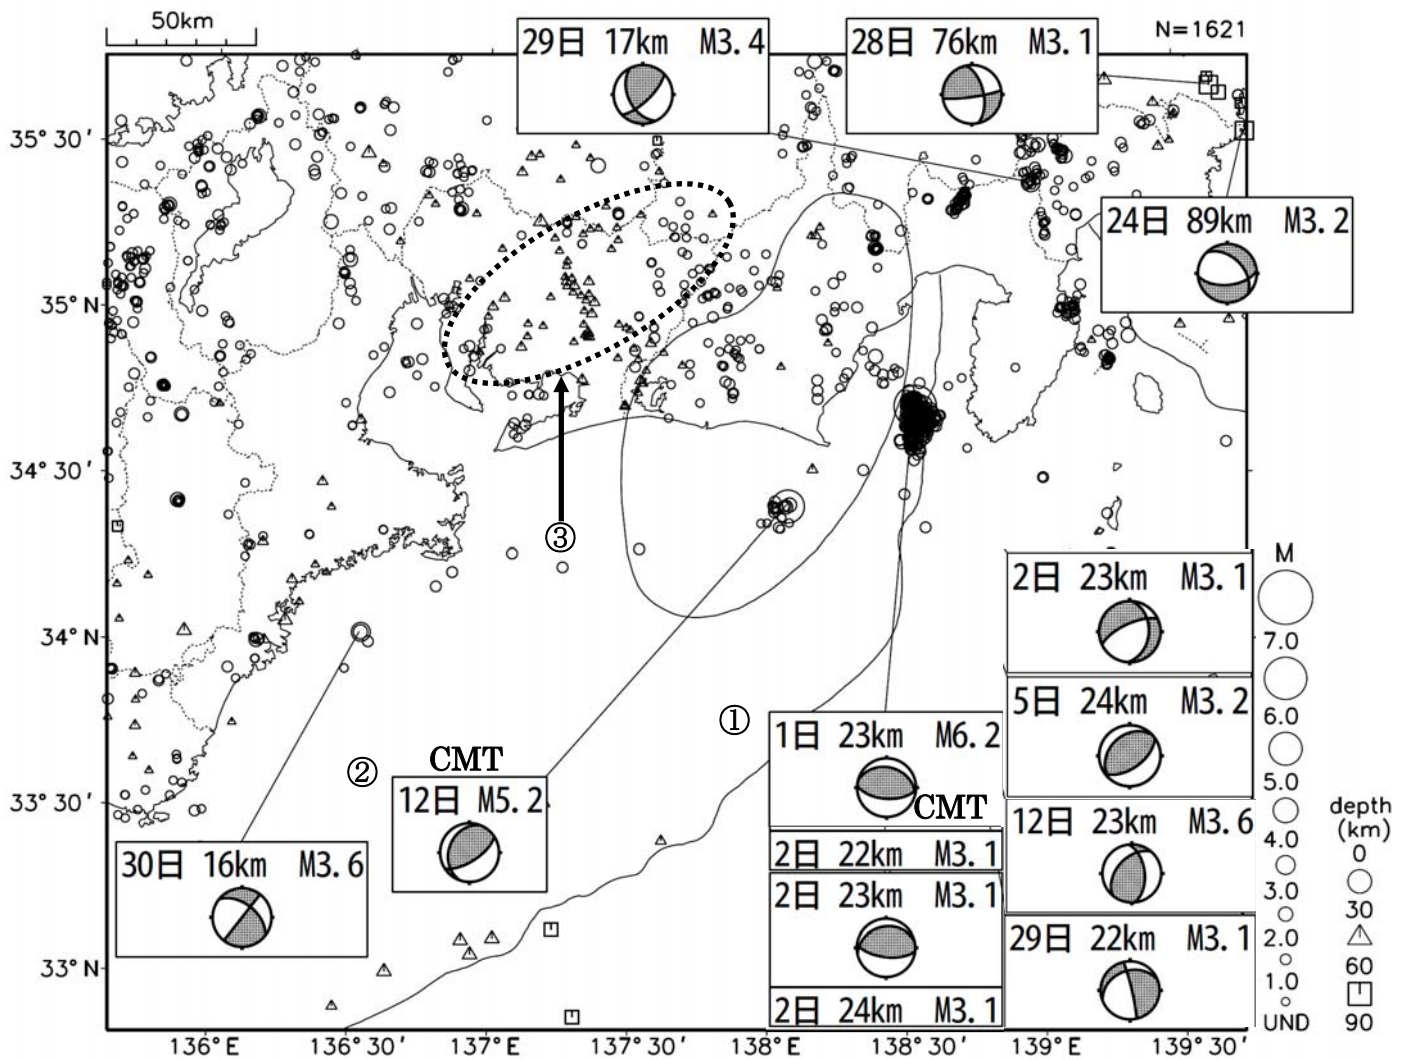 50km
N=1621
29日 17km M3.4
28日 76km M3.1
24日 89km M3.2
35° 30′
35° N
34° 30′
34° N
33° 30′
33° N
③
①
②
CMT
12日 M5.2
30日 16km M3.6
1日 23km M6.2
CMT
2日 22km M3.1
2日 23km M3.1
2日 24km M3.1
2日 23km M3.1
5日 24km M3.2
12日 23km M3.6
29日 22km M3.1
M
7.0
6.0
5.0
4.0
3.0
2.0
1.0
UND
depth
(km)
0
30
60
90
136° E
136° 30′
137° E
137° 30′
138° E
138° 30′
139° E
139° 30′